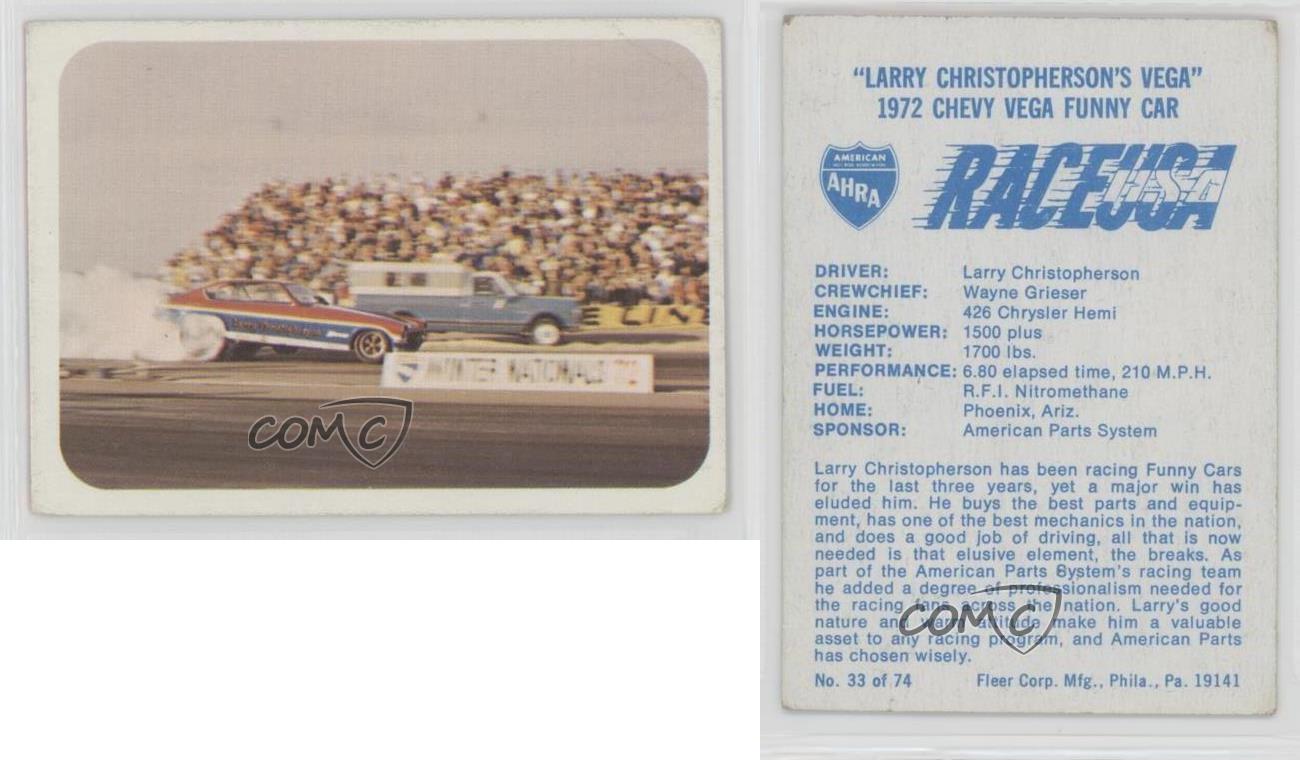 LINE
WINTER NATIONALS
COMC
"LARRY CHRISTOPHERSON'S VEGA"
1972 CHEVY VEGA FUNNY CAR
AMERICAN
AHRA
RACEUSA
DRIVER: Larry Christopherson
CREWCHIEF: Wayne Grieser
ENGINE: 426 Chrysler Hemi
HORSEPOWER: 1500 plus
WEIGHT: 1700 lbs.
PERFORMANCE: 6.80 elapsed time, 210 M.P.H.
FUEL: R.F.I. Nitromethane
HOME: Phoenix, Ariz.
SPONSOR: American Parts System
Larry Christopherson has been racing Funny Cars
for the last three years, yet a major win has
eluded him. He buys the best parts and equip-
ment, has one of the best mechanics in the nation,
and does a good job of driving, all that is now
needed is that elusive element, the breaks. As
part of the American Parts System's racing team
he added a degree of professionalism needed for
the racing fans across the nation. Larry's good
nature and warm attitude make him a valuable
asset to any racing program, and American Parts
has chosen wisely.
COMC
No. 33 of 74 Fleer Corp. Mfg., Phila., Pa. 19141